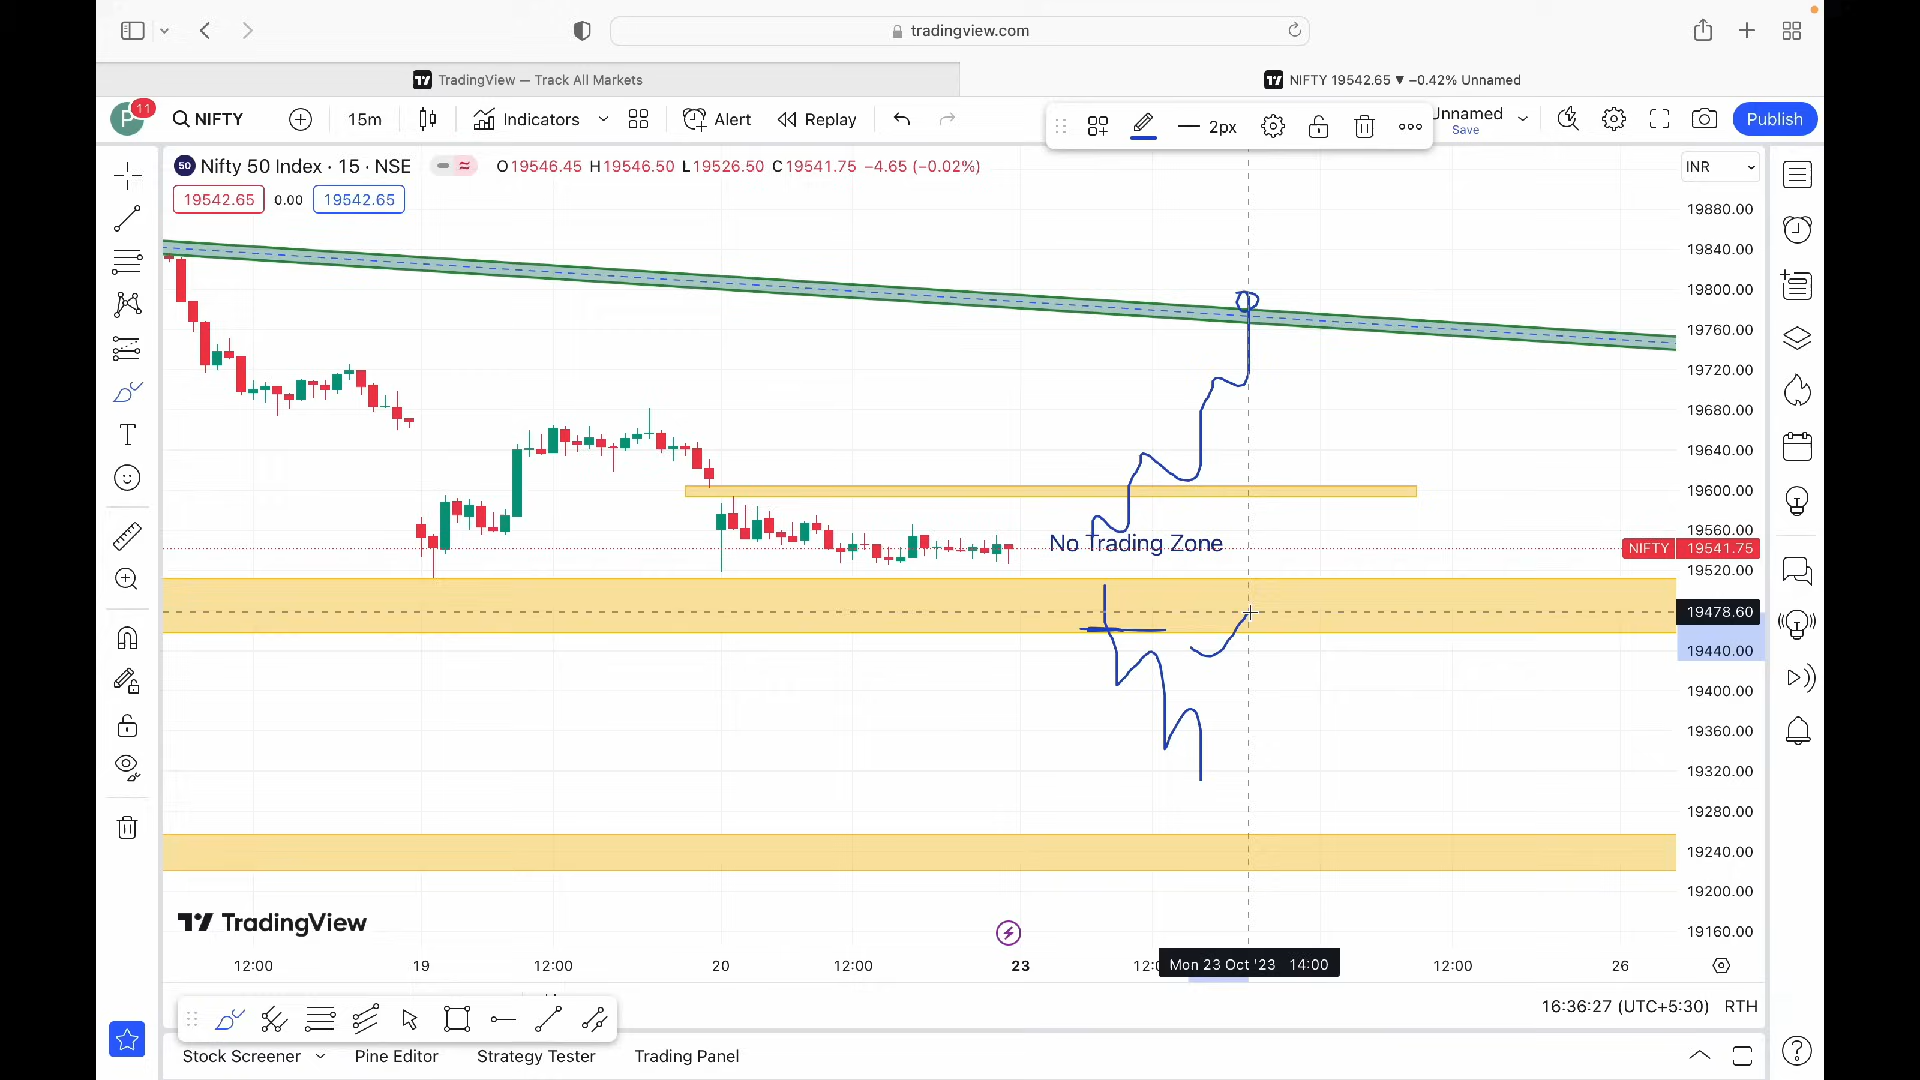 tradingview.com
TradingView — Track All Markets
NIFTY 19542.65 ▼ −0.42% Unnamed
P 11
NIFTY
15m
Indicators
Alert
Replay
2px
Unnamed
Save
Publish
50 Nifty 50 Index · 15 · NSE
O19546.45 H19546.50 L19526.50 C19541.75 −4.65 (−0.02%)
INR
19542.65 0.00 19542.65
19880.00
19840.00
19800.00
19760.00
19720.00
19680.00
19640.00
19600.00
19560.00
No Trading Zone
NIFTY 19541.75
19520.00
19478.60
19440.00
19400.00
19360.00
19320.00
19280.00
19240.00
19200.00
19160.00
TradingView
12:00 19 12:00 20 12:00 23 12:0 Mon 23 Oct '23 14:00 12:00 26
16:36:27 (UTC+5:30) RTH
Stock Screener Pine Editor Strategy Tester Trading Panel